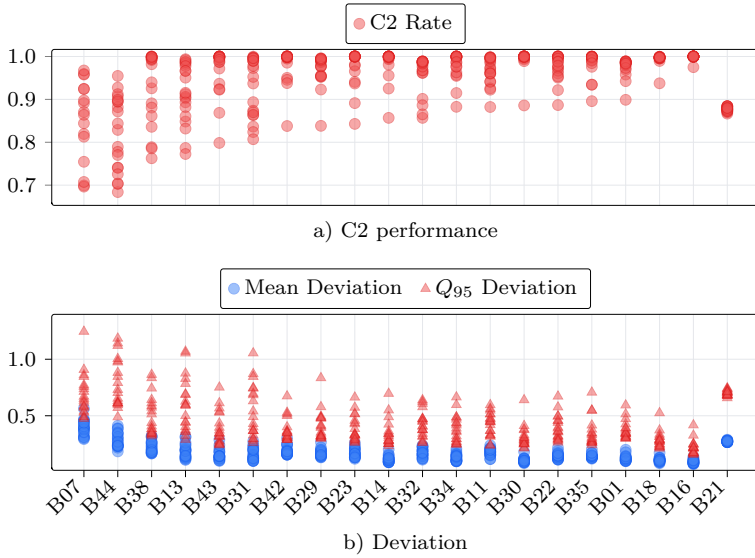 C2 Rate
1.0
0.9
0.8
0.7
a) C2 performance
Mean Deviation Q95 Deviation
1.0
0.5
B07 B44 B38 B13 B43 B31 B42 B29 B23 B14 B32 B34 B11 B30 B22 B35 B01 B18 B16 B21
b) Deviation